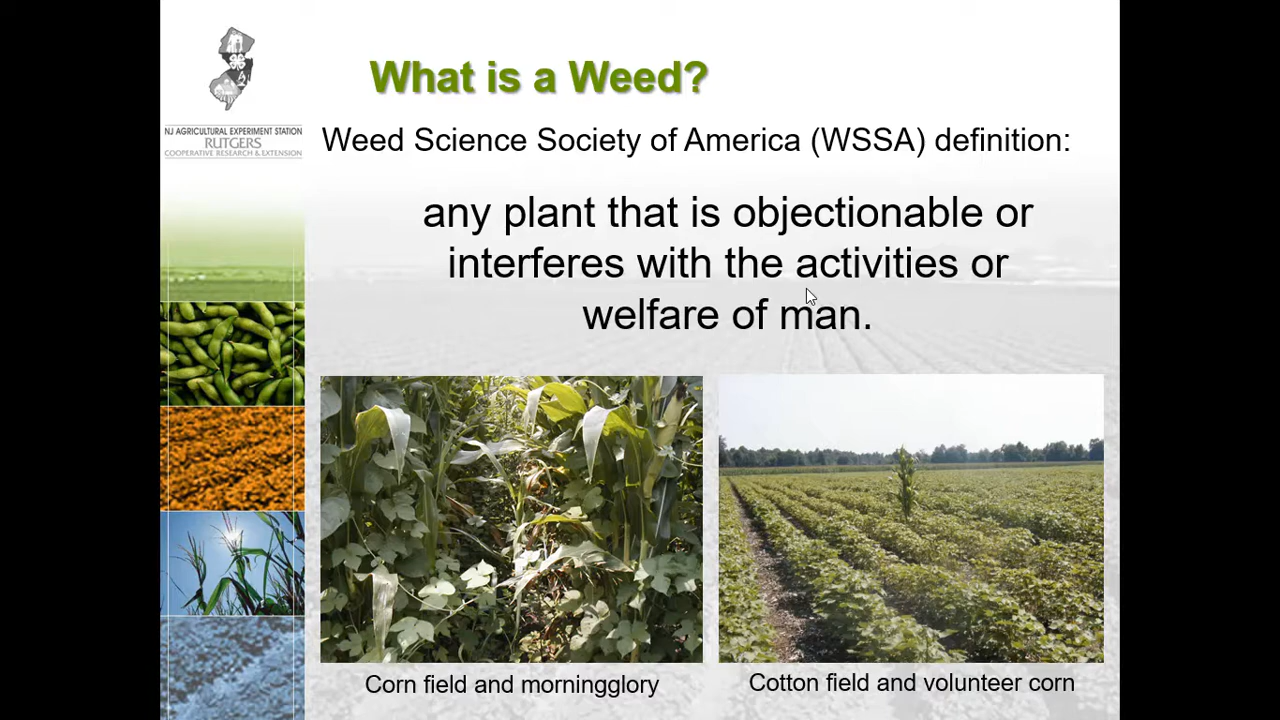 What is a Weed?
NJ AGRICULTURAL EXPERIMENT STATION
RUTGERS
COOPERATIVE RESEARCH & EXTENSION
Weed Science Society of America (WSSA) definition:
any plant that is objectionable or
interferes with the activities or
welfare of man.
Corn field and morningglory
Cotton field and volunteer corn